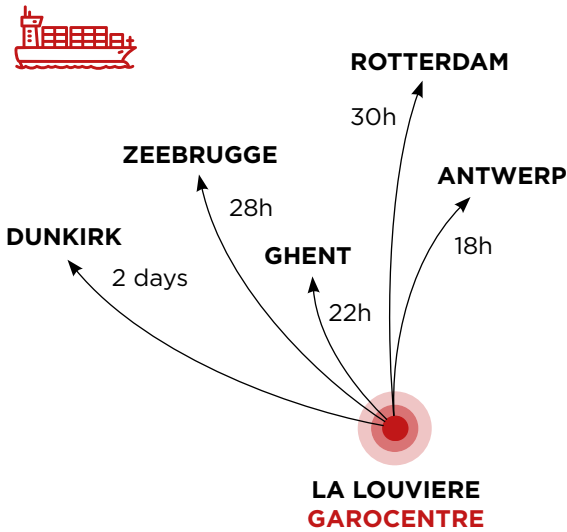 ROTTERDAM
30h
ZEEBRUGGE
ANTWERP
28h
DUNKIRK
18h
GHENT
2 days
22h
LA LOUVIERE
GAROCENTRE